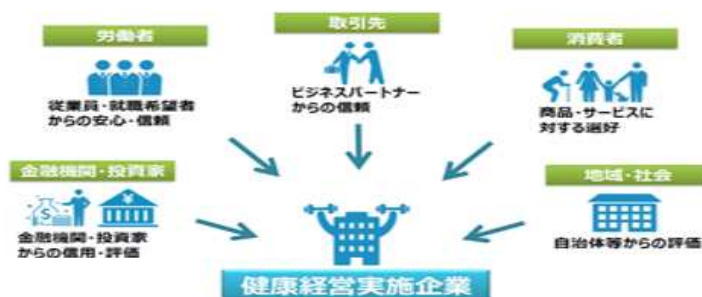 労働者
従業員・就職希望者
からの安心・信頼
取引先
ビジネスパートナー
からの信頼
消費者
商品・サービスに
対する選好
金融機関・投資家
金融機関・投資家
からの信用・評価
地域・社会
自治体等からの評価
健康経営実施企業